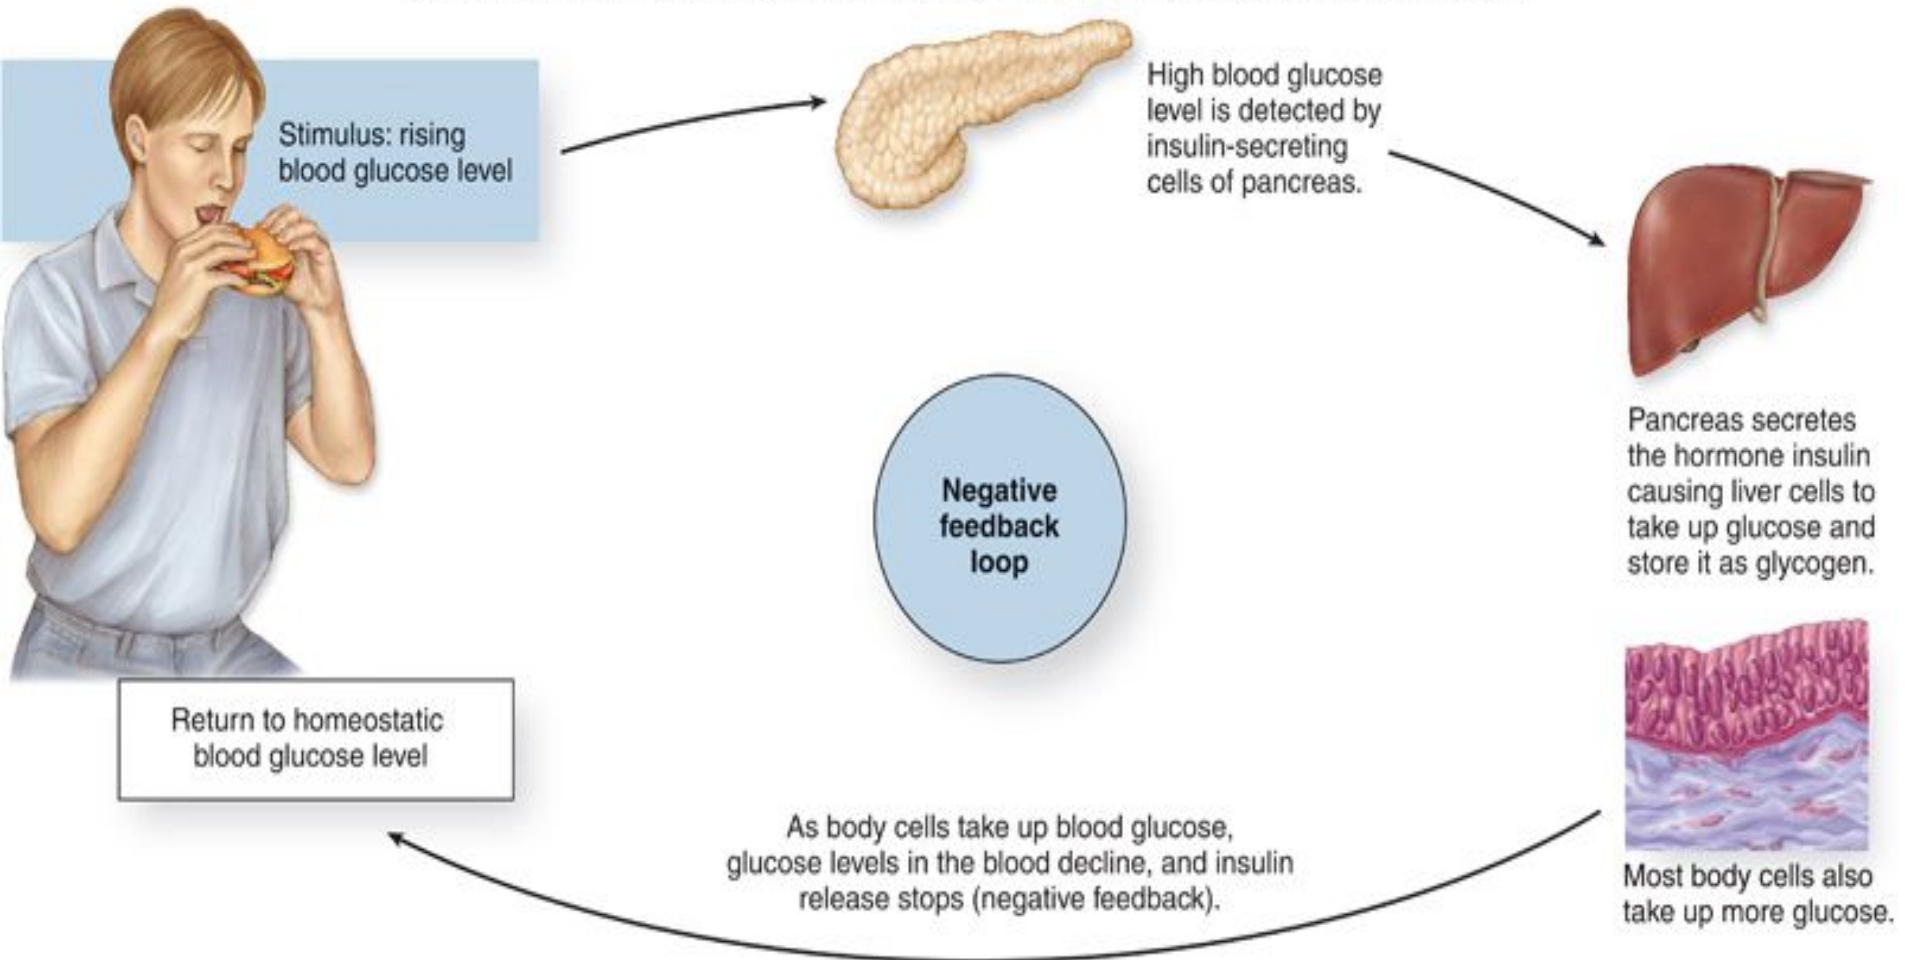 Stimulus: rising
blood glucose level
High blood glucose
level is detected by
insulin-secreting
cells of pancreas.
Pancreas secretes
the hormone insulin
causing liver cells to
take up glucose and
store it as glycogen.
Most body cells also
take up more glucose.
As body cells take up blood glucose,
glucose levels in the blood decline, and insulin
release stops (negative feedback).
Return to homeostatic
blood glucose level
Negative
feedback
loop